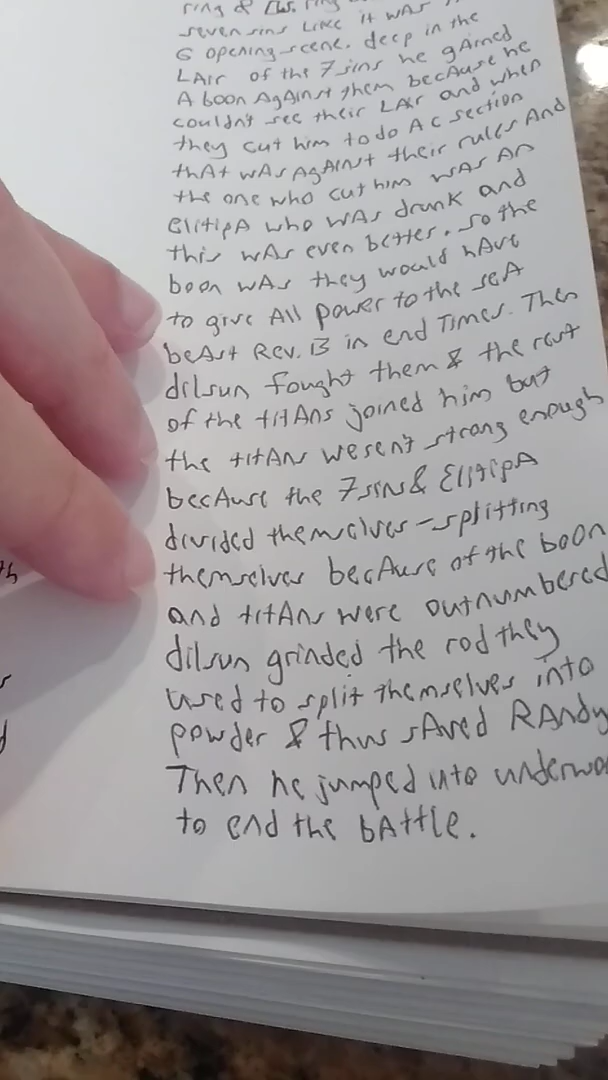 ring &
seven sins like it was
6 opening scene. deep in the
LAir of the 7 sins he gained
A boon AgAinst them because he
couldn't see their LAir and when
they cut him to do A c section
thAt wAs AgAinst their rules And
the one who cut him wAs An
ElitipA who wAs drunk and
this wAs even better. So the
boon wAs they would hAve
to give All power to the seA
beAst Rev. 13 in end Times. Then
dilsun fought them & the rest
of the titAns joined him but
the titAns weren't strong enough
becAuse the 7 sins & ElitipA
divided themselves - splitting
themselves becAuse of the boon
and titAns were outnumbered
dilsun grinded the rod they
used to split themselves into
powder & thus sAved RAndy
Then he jumped into
to end the bAttle.